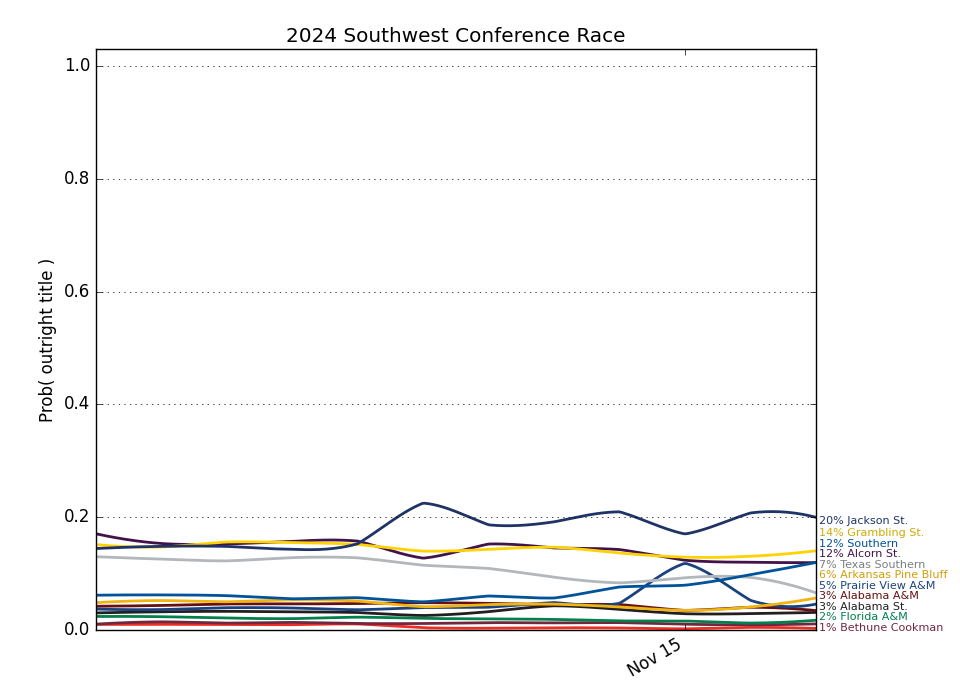 2024 Southwest Conference Race
Prob( outright title )
1.0
0.8
0.6
0.4
0.2
0.0
Nov 15
20% Jackson St.
14% Grambling St.
12% Southern
12% Alcorn St.
7% Texas Southern
6% Arkansas Pine Bluff
5% Prairie View A&M
3% Alabama A&M
3% Alabama St.
2% Florida A&M
1% Bethune Cookman